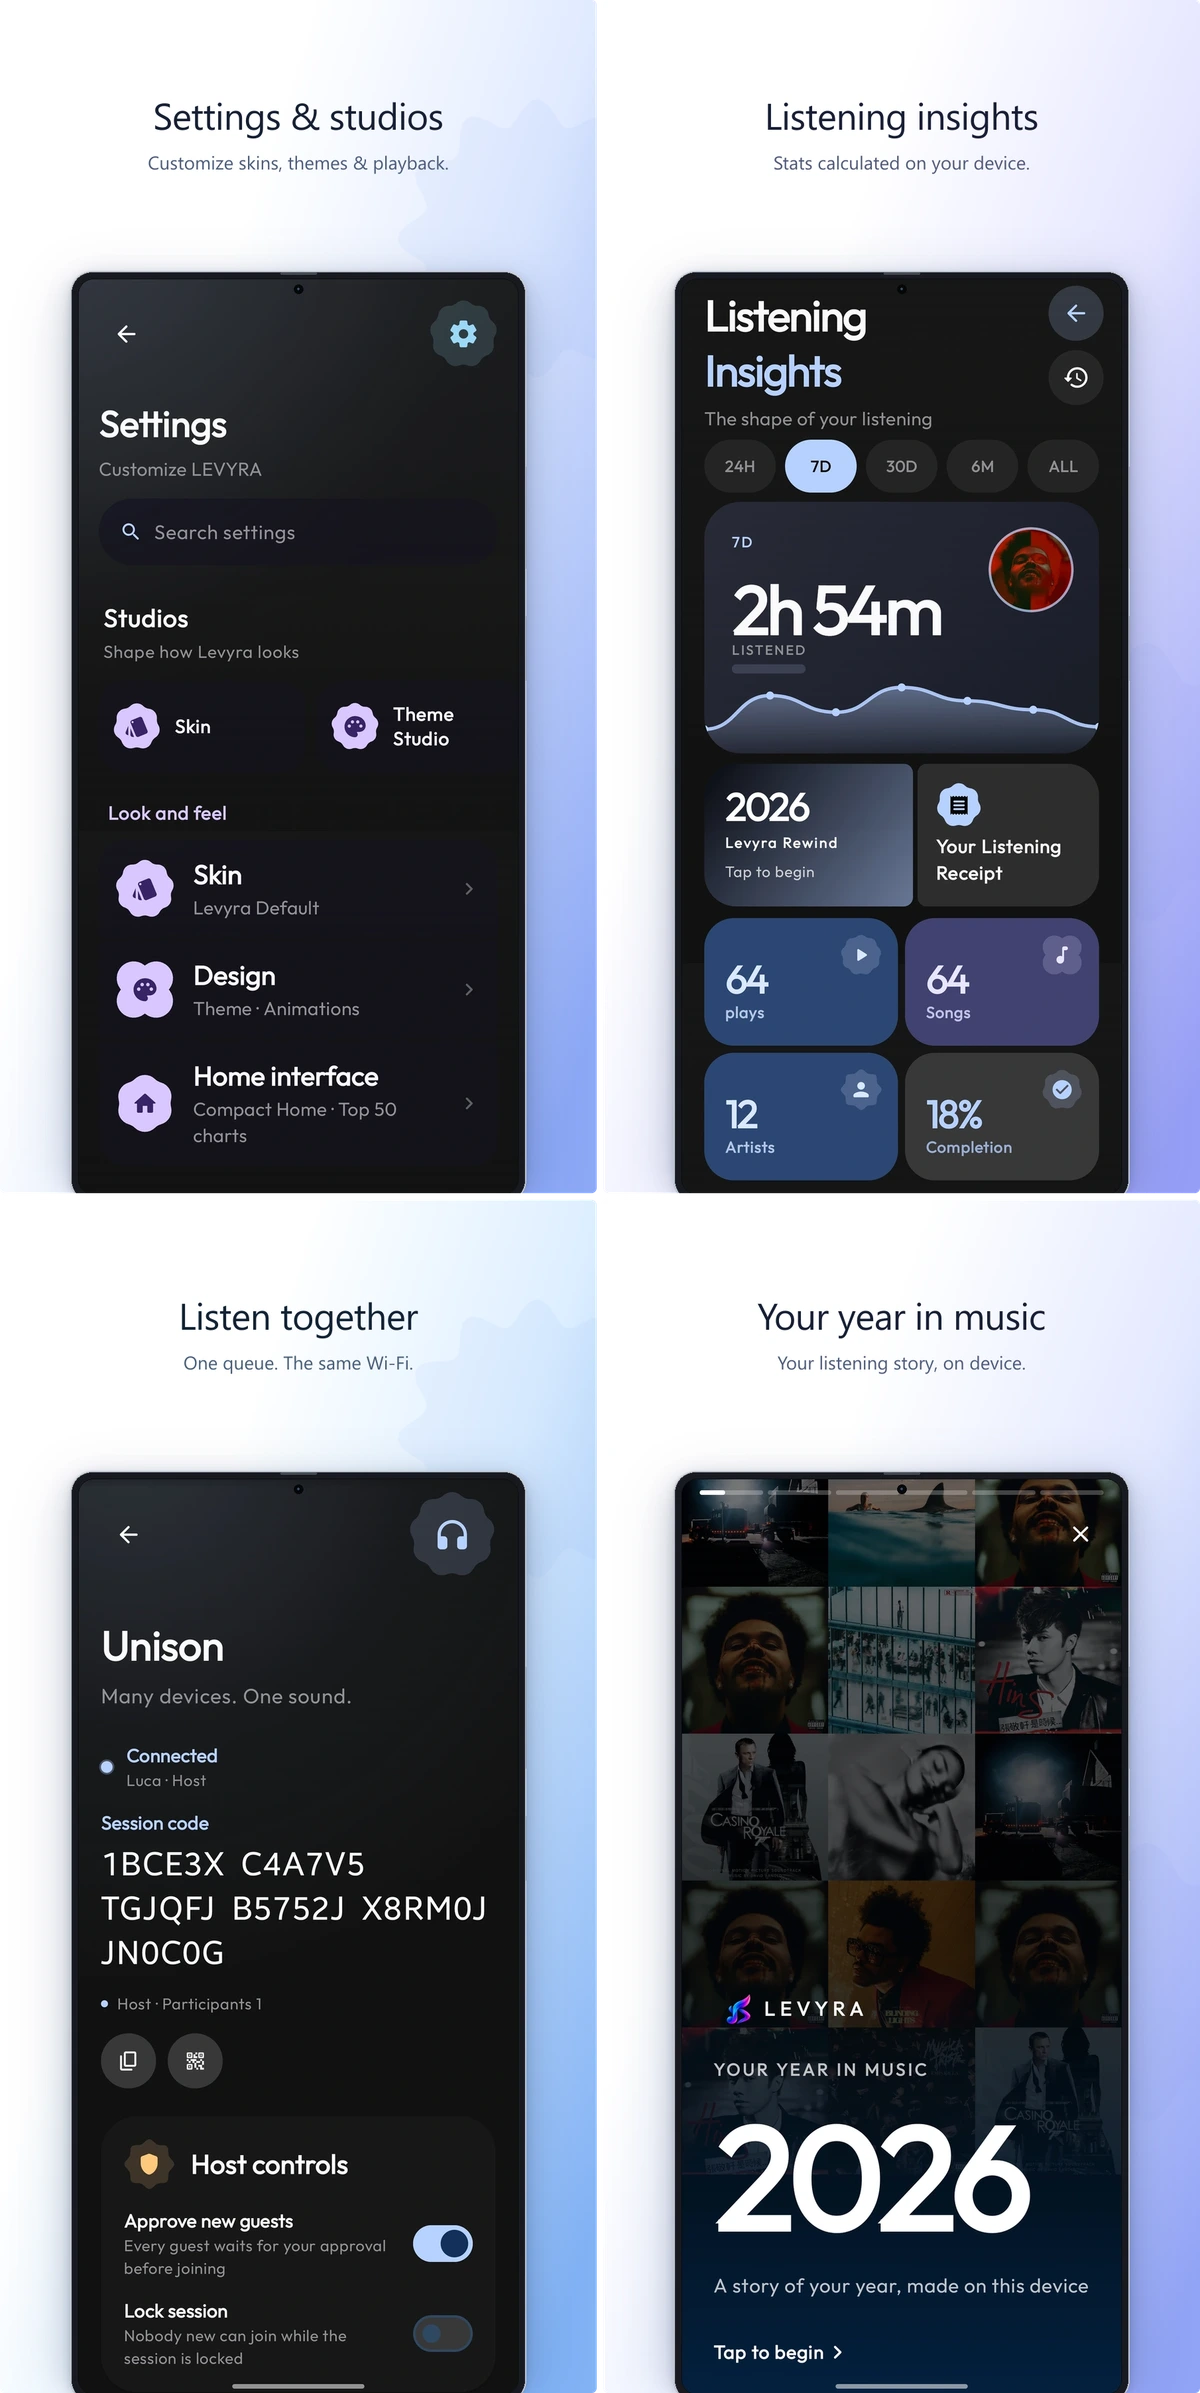 Settings & studios
Customize skins, themes & playback.
Settings
Customize LEVYRA
Search settings
Studios
Shape how Levyra looks
Skin
Theme
Studio
Look and feel
Skin
Levyra Default
Design
Theme · Animations
Home interface
Compact Home · Top 50
charts
Listening insights
Stats calculated on your device.
Listening
Insights
The shape of your listening
24H
7D
30D
6M
ALL
7D
2h 54m
LISTENED
2026
Levyra Rewind
Tap to begin
Your Listening
Receipt
64
plays
64
Songs
12
Artists
18%
Completion
Listen together
One queue. The same Wi-Fi.
Unison
Many devices. One sound.
Connected
Luca · Host
Session code
1BCE3X C4A7V5
TGJQFJ B5752J X8RM0J
JN0C0G
Host · Participants 1
Host controls
Approve new guests
Every guest waits for your approval
before joining
Lock session
Nobody new can join while the
session is locked
Your year in music
Your listening story, on device.
Hins
CASINO
ROYALE
BLINDING
LIGHTS
LEVYRA
YOUR YEAR IN MUSIC
CASINO
ROYALE
2026
A story of your year, made on this device
Tap to begin